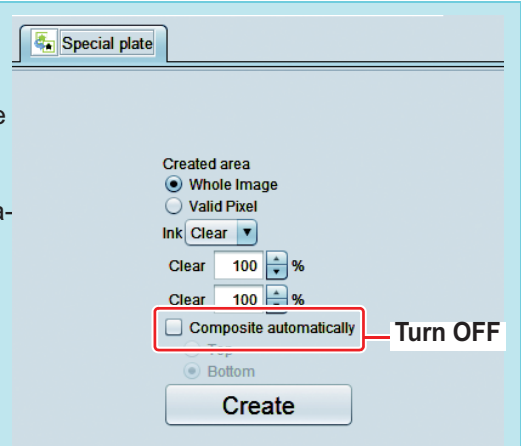 Special plate
e
Created area
Whole Image
a-
Valid Pixel
Ink Clear
Clear 100 %
Clear 100 %
Composite automatically Turn OFF
Top
Bottom
Create